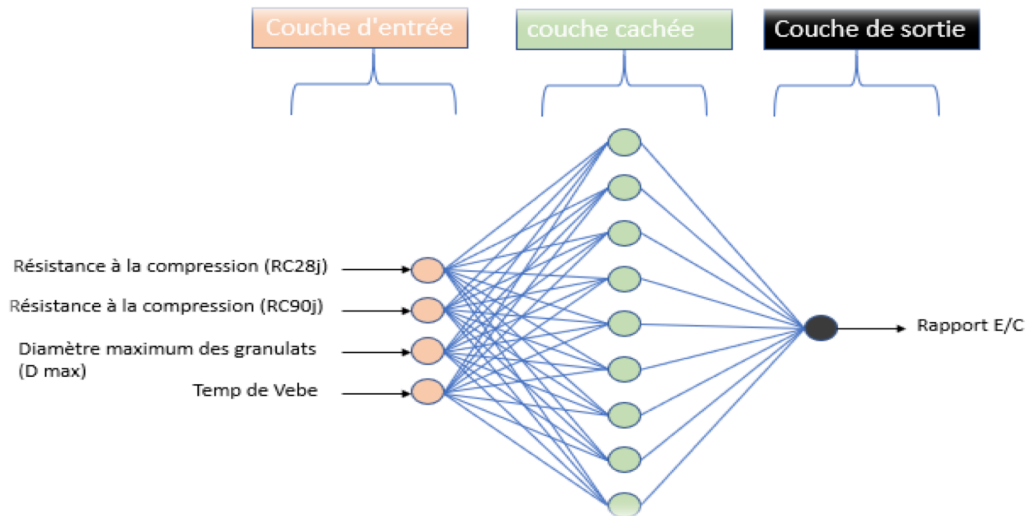 Couche d'entrée
couche cachée
Couche de sortie
Résistance à la compression (RC28j)
Résistance à la compression (RC90j)
Diamètre maximum des granulats
(D max)
Temp de Vebe
Rapport E/C